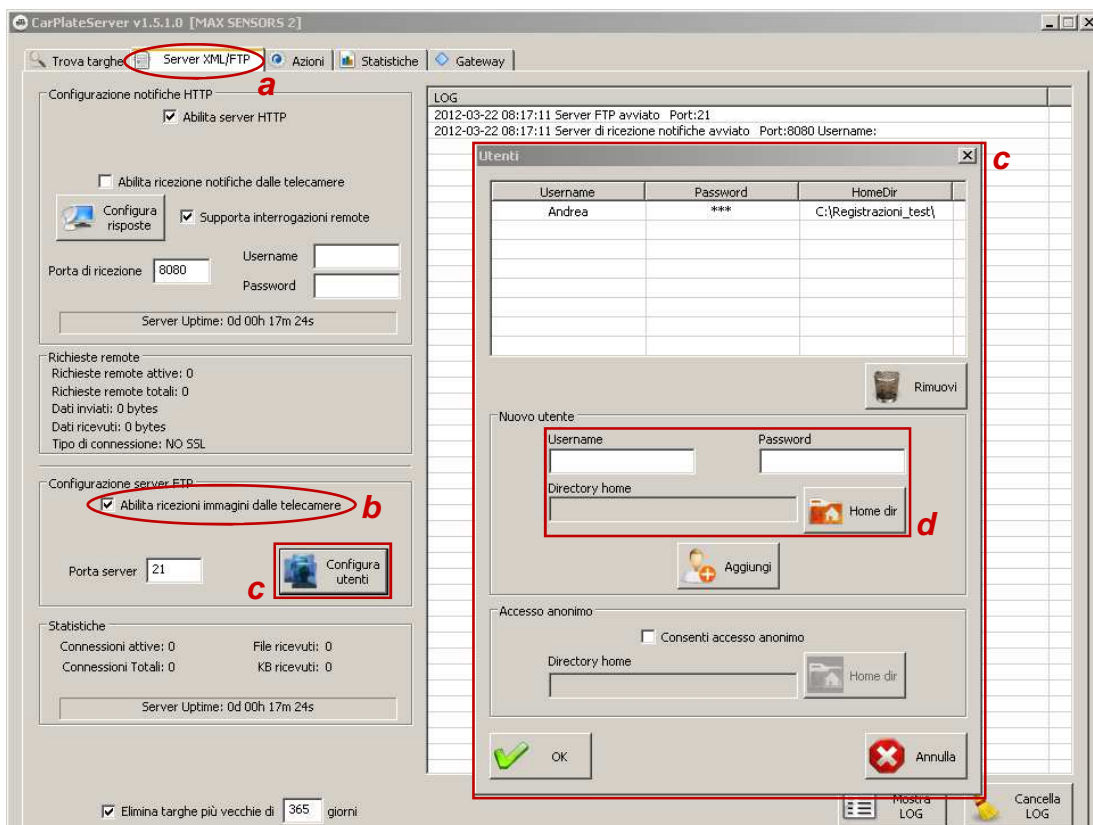 CarPlateServer v1.5.1.0 [MAX SENSORS 2]
Trova targhe
Server XML/FTP
Azioni
Statistiche
Gateway
a
Configurazione notifiche HTTP
Abilita server HTTP
Abilita ricezione notifiche dalle telecamere
Configura
risposte
Supporta interrogazioni remote
Porta di ricezione 8080
Username
Password
Server Uptime: 0d 00h 17m 24s
Richieste remote
Richieste remote attive: 0
Richieste remote totali: 0
Dati inviati: 0 bytes
Dati ricevuti: 0 bytes
Tipo di connessione: NO SSL
Configurazione server FTP
Abilita ricezioni immagini dalle telecamere
b
Porta server 21
c
Configura
utenti
Statistiche
Connessioni attive: 0 File ricevuti: 0
Connessioni Totali: 0 KB ricevuti: 0
Server Uptime: 0d 00h 17m 24s
Elimina targhe più vecchie di 365 giorni
LOG
2012-03-22 08:17:11 Server FTP avviato Port:21
2012-03-22 08:17:11 Server di ricezione notifiche avviato Port:8080 Username:
Utenti
c
Username Password HomeDir
Andrea *** C:\Registrazioni_test\
Rimuovi
Nuovo utente
Username Password
Directory home
Home dir
d
Aggiungi
Accesso anonimo
Consenti accesso anonimo
Directory home
Home dir
OK
Annulla
Mostra
LOG
Cancella
LOG